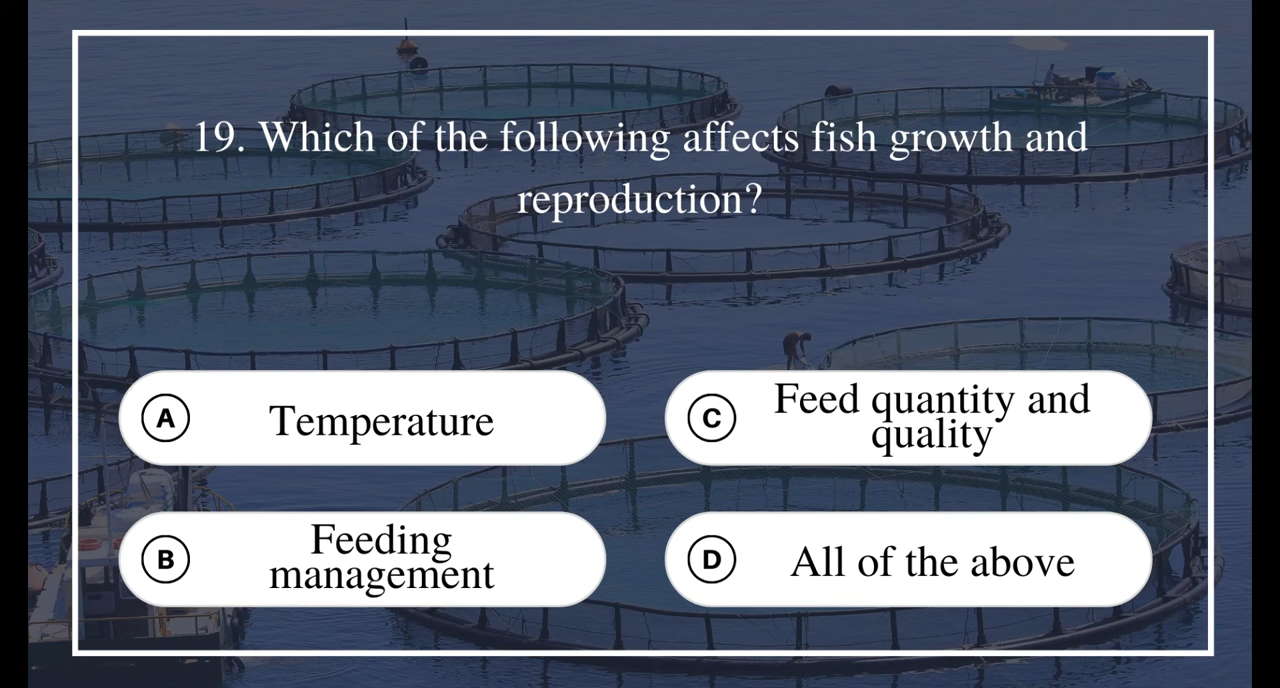 19. Which of the following affects fish growth and
reproduction?
A Temperature
B Feeding
management
C Feed quantity and
quality
D All of the above